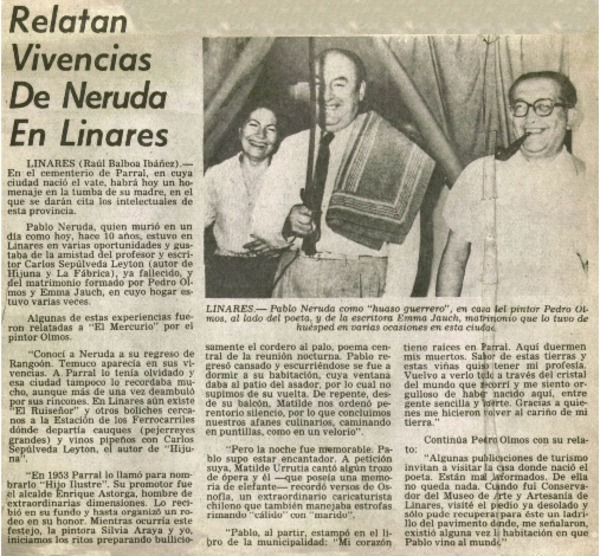 Relatan
Vivencias
De Neruda
En Linares
LINARES (Raúl Balboa Ibáñez).—
En el cementerio de Parral, en cuya
ciudad nació el vate, habrá hoy un ho-
menaje en la tumba de su madre, en el
que se darán cita los intelectuales de
esta provincia.
Pablo Neruda, quien murió en un
día como hoy, hace 10 años, estuvo en
Linares en varias oportunidades y gus-
taba de la amistad del profesor y escri-
tor Carlos Sepúlveda Leyton (autor de
Hijuna y La Fábrica), ya fallecido, y
del matrimonio formado por Pedro Ol-
mos y Emma Jauch, en cuyo hogar es-
tuvo varias veces.
Algunas de estas experiencias fue-
ron relatadas a "El Mercurio" por el
pintor Olmos.
"Conocí a Neruda a su regreso de
Rangoon. Temuco aparecía en sus vi-
vencias. A Parral lo tenía olvidado y
esa ciudad tampoco lo recordaba mu-
cho, aunque más de una vez deambuló
por sus rincones. En Linares aún existe
"El Ruiseñor" y otros boliches cerca-
nos a la Estación de los Ferrocarriles
dónde departía cauques (pejerreyes
grandes) y vinos pipeños con Carlos
Sepúlveda Leyton, el autor de "Hiju-
na".
"En 1953 Parral lo llamó para nom-
brarlo "Hijo Ilustre". Su promotor fue
el alcalde Enrique Astorga, hombre de
extraordinarias dimensiones. Lo reci-
bió en su fundo y hasta organizó un ro-
deo en su honor. Mientras ocurría este
festejo, la pintora Silvia Araya y yo,
iniciamos los ritos preparando bullicio-
LINARES.— Pablo Neruda como "huaso guerrero", en casa del pintor Pedro Ol-
mos, al lado del poeta, y de la escritora Emma Jauch, matrimonio que lo tuvo de
huésped en varias ocasiones en esta ciudad.
samente el cordero al palo, poema cen-
tral de la reunión nocturna. Pablo re-
gresó cansado y escurriéndose se fue a
dormir a su habitación, cuya ventana
daba al patio del asador, por lo cual no
supimos de su vuelta. De repente, des-
de su balcón, Matilde nos ordenó pe-
rentorio silencio, por lo que concluimos
nuestros afanes culinarios, caminando
en puntillas, como en un velorio".
"Pero la noche fue memorable. Pa-
blo supo estar encantador. A petición
suya, Matilde Urrutia cantó algún trozo
de ópera y él —que poseía una memo-
ria de elefante— recordó versos de Os-
nofla, un extraordinario caricaturista
chileno que también manejaba estrofas
rimando "cálido" con "marido".
"Pablo, al partir, estampó en el li-
bro de la municipalidad: "Mi corazón
tiene raíces en Parral. Aquí duermen
mis muertos. Sabor de estas tierras y
estas viñas quiso tener mi profesía.
Vuelvo a verlo todo a través del cristal
del mundo que recorrí y me siento or-
gulloso de haber nacido aquí, entre
gente sencilla y fuerte. Gracias a quie-
nes me hicieron volver al cariño de mi
tierra."
Continúa Pedro Olmos con su rela-
to:
"Algunas publicaciones de turismo
invitan a visitar la casa donde nació el
poeta. Están mal informados. De ella
no queda nada. Cuando fui Conserva-
dor del Museo de Arte y Artesanía de
Linares, visité el predio ya desolado y
sólo pude recuperar para éste un ladri-
llo del pavimento donde, me señalaron,
existió alguna vez la habitación en que
Pablo vino al mundo."